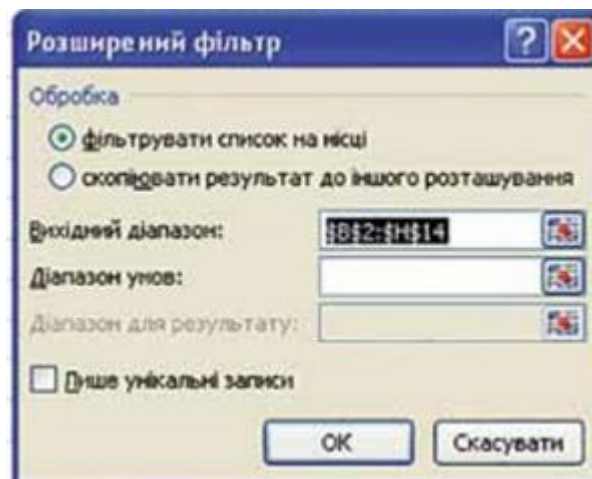 Розширений фільтр
Обробка
фільтрувати список на місці
скопіювати результат до іншого розташування
Вихідний діапазон:
$B$2:$H$14
Діапазон умов:
Діапазон для результату:
Лише унікальні записи
ОК
Скасувати